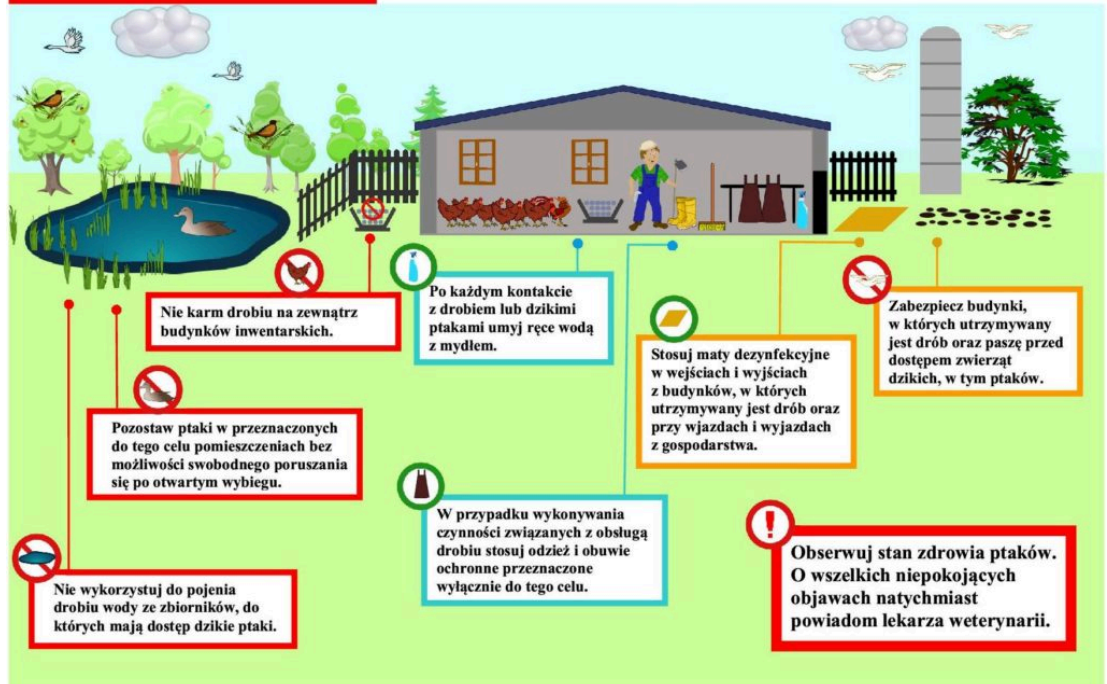 Nie karm drobiu na zewnątrz
budynków inwentarskich.
Po każdym kontakcie
z drobiem lub dzikimi
ptakami umyj ręce wodą
z mydłem.
Stosuj maty dezynfekcyjne
w wejściach i wyjściach
z budynków, w których
utrzymywany jest drób oraz
przy wjazdach i wyjazdach
z gospodarstwa.
Zabezpiecz budynki,
w których utrzymywany
jest drób oraz paszę przed
dostępem zwierząt
dzikich, w tym ptaków.
Pozostaw ptaki w przeznaczonych
do tego celu pomieszczeniach bez
możliwości swobodnego poruszania
się po otwartym wybiegu.
W przypadku wykonywania
czynności związanych z obsługą
drobiu stosuj odzież i obuwie
ochronne przeznaczone
wyłącznie do tego celu.
Nie wykorzystuj do pojenia
drobiu wody ze zbiorników, do
których mają dostęp dzikie ptaki.
!
Obserwuj stan zdrowia ptaków.
O wszelkich niepokojących
objawach natychmiast
powiadom lekarza weterynarii.